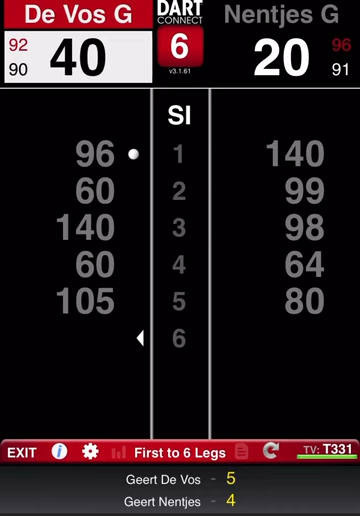 De Vos G DART CONNECT Nentjes G
92 40 6 20 96
90 v3.1.61 91
SI
96 1 140
60 2 99
140 3 98
60 4 64
105 5 80
6
EXIT i First to 6 Legs TV: T331
Geert De Vos - 5
Geert Nentjes - 4